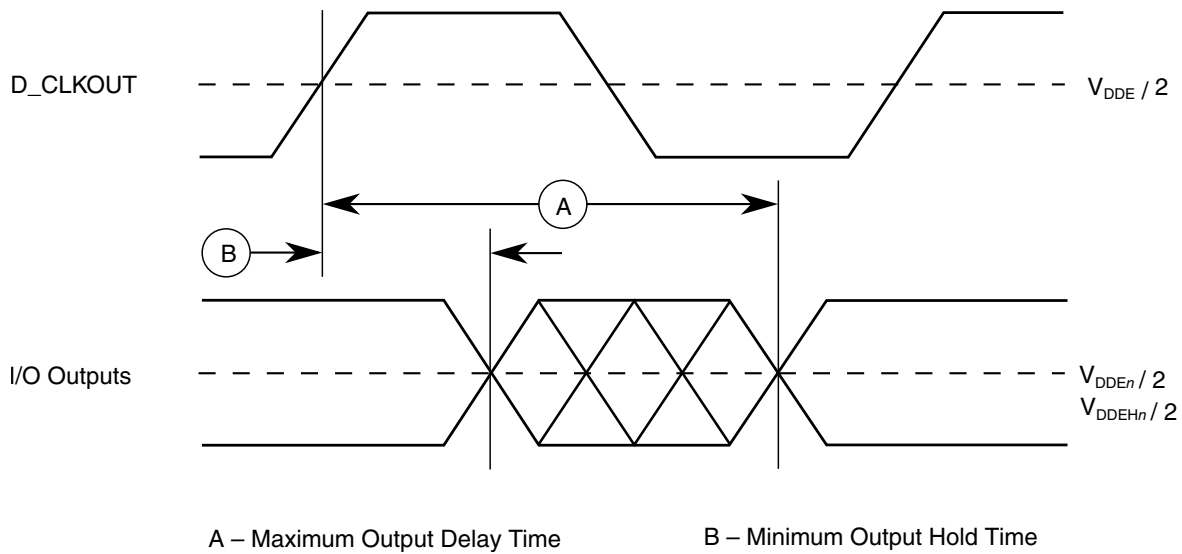 D_CLKOUT
V_DDE / 2
A
B
I/O Outputs
V_DDEn / 2
V_DDEHn / 2
A – Maximum Output Delay Time
B – Minimum Output Hold Time